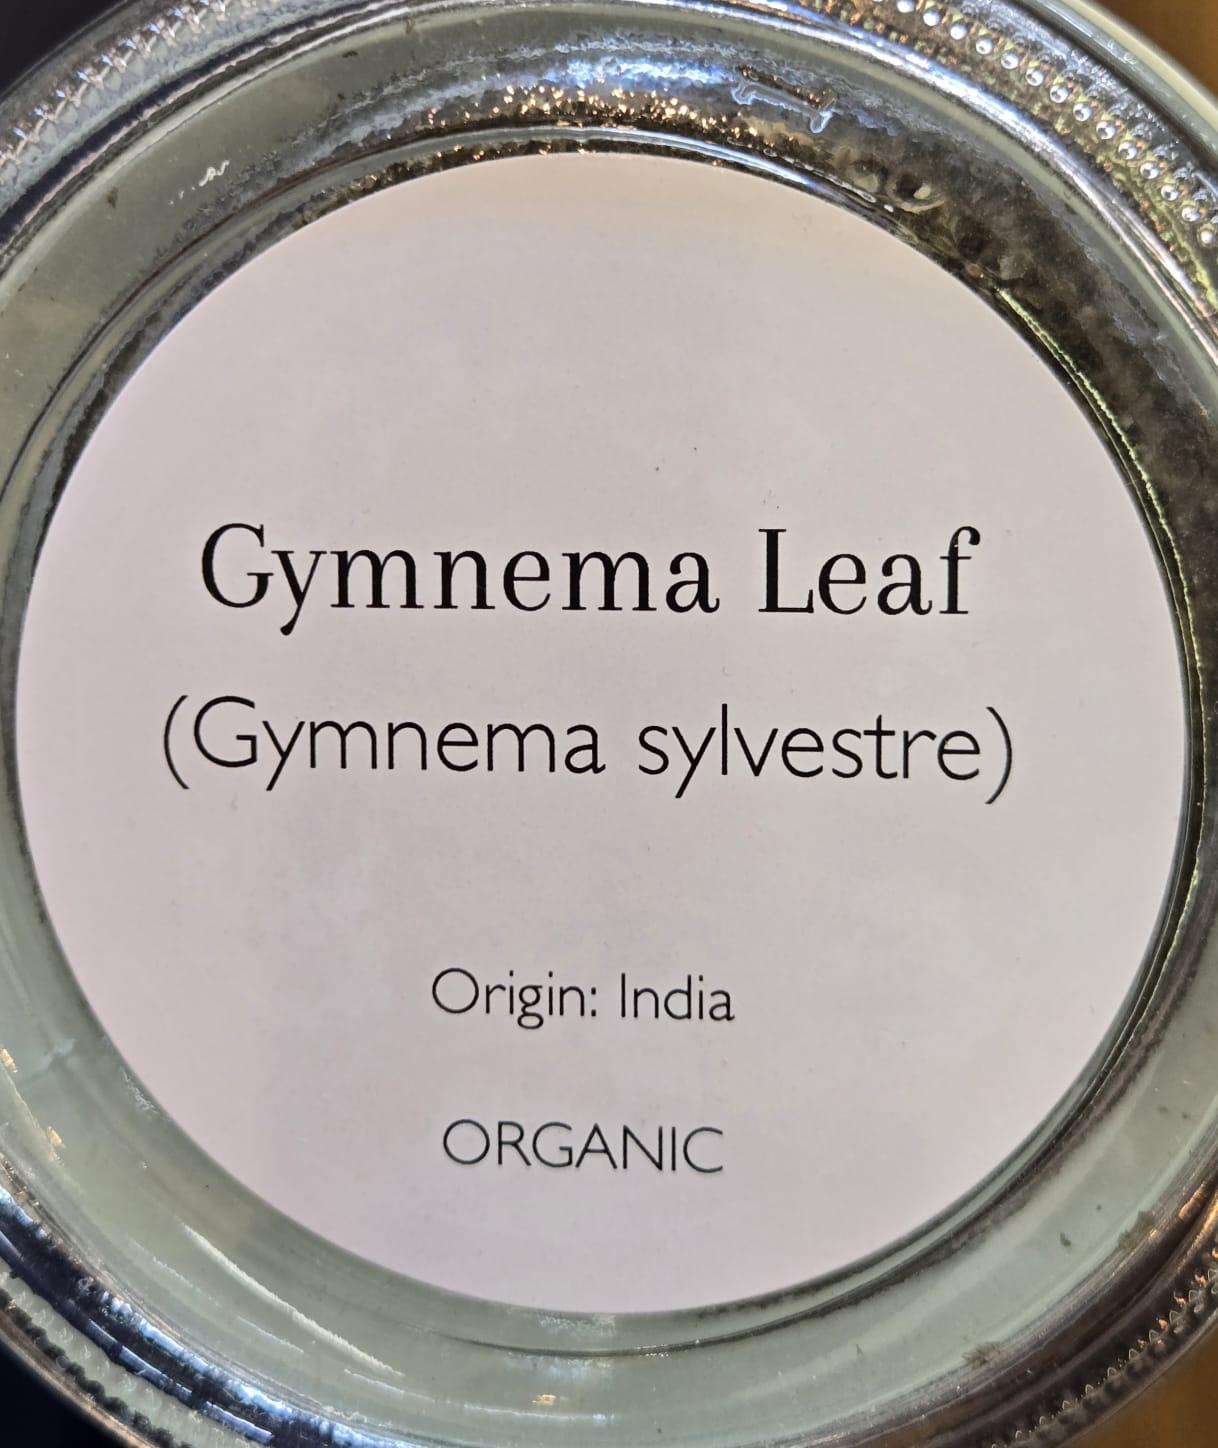 Gymnema Leaf
(Gymnema sylvestre)
Origin: India
ORGANIC